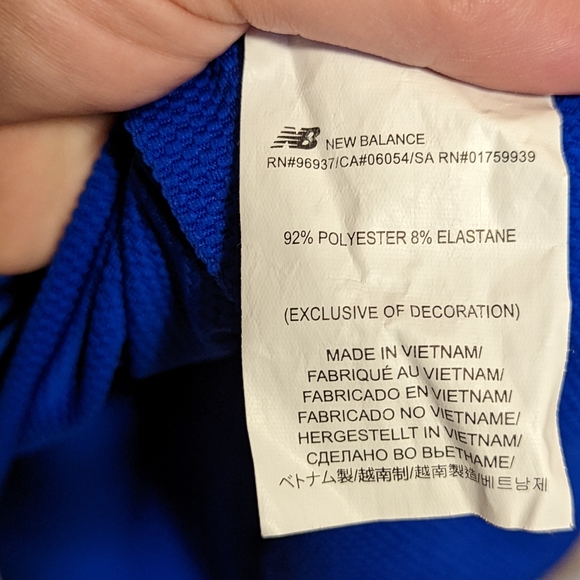 NB NEW BALANCE
RN#96937/CA#06054/SA RN#01759939
92% POLYESTER 8% ELASTANE
(EXCLUSIVE OF DECORATION)
MADE IN VIETNAM/
FABRIQUÉ AU VIETNAM/
FABRICADO EN VIETNAM/
FABRICADO NO VIETNAME/
HERGESTELLT IN VIETNAM/
СДЕЛАНО ВО ВЬЕТНАМЕ/
ベトナム製/越南制/越南製造/베트남제